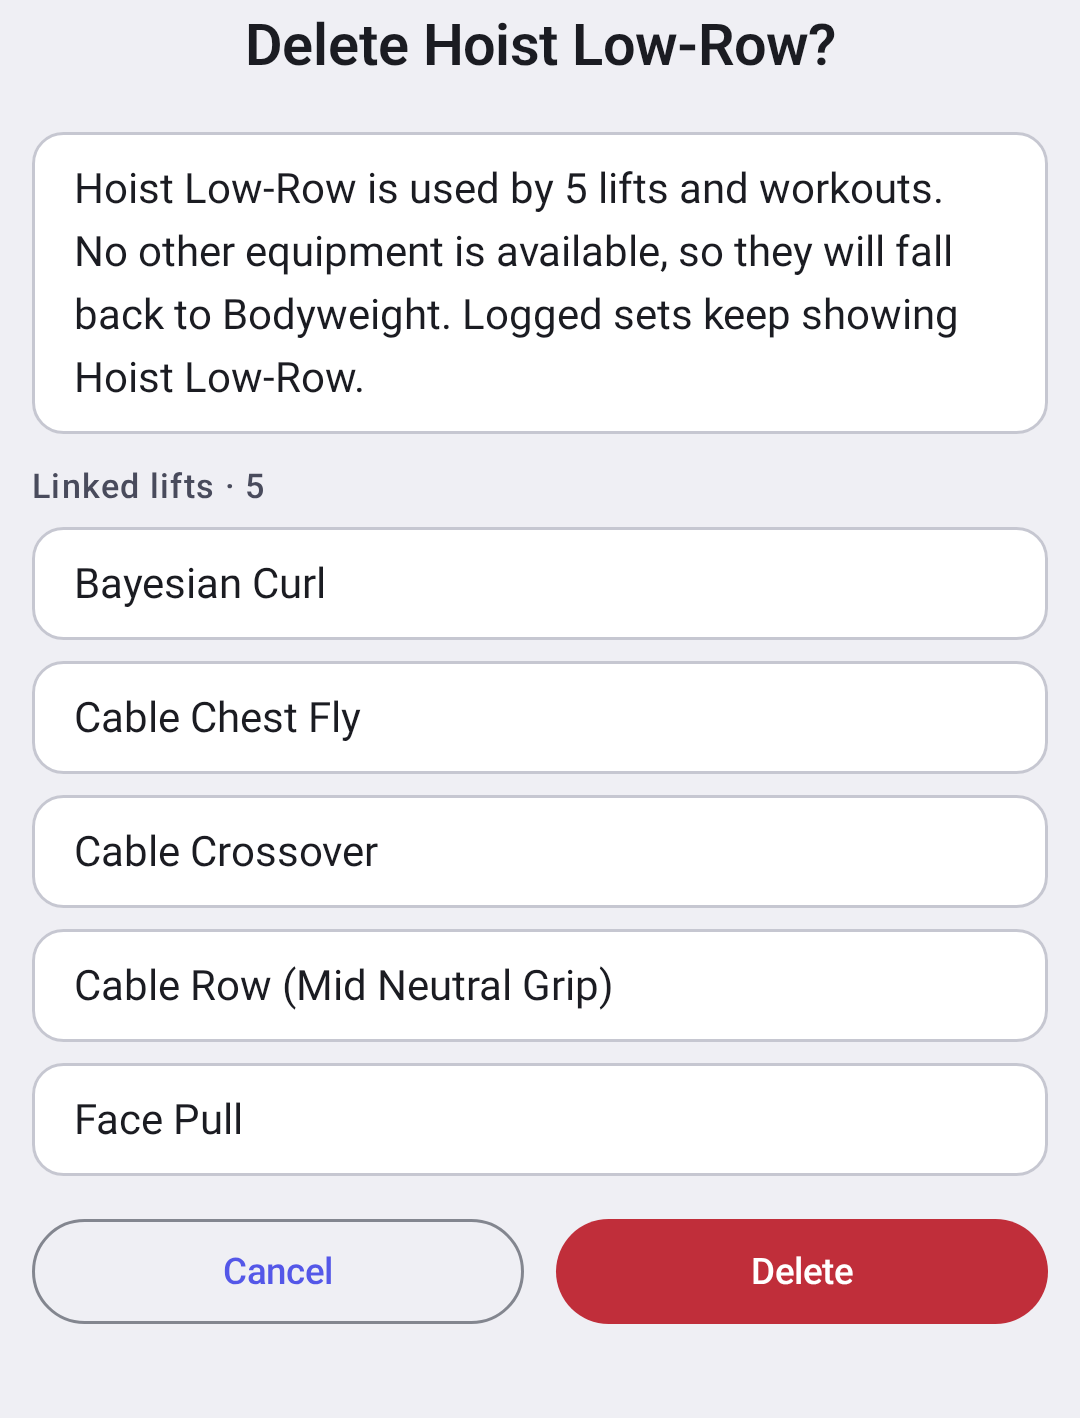 Delete Hoist Low-Row?
Hoist Low-Row is used by 5 lifts and workouts.
No other equipment is available, so they will fall
back to Bodyweight. Logged sets keep showing
Hoist Low-Row.
Linked lifts · 5
Bayesian Curl
Cable Chest Fly
Cable Crossover
Cable Row (Mid Neutral Grip)
Face Pull
Cancel
Delete